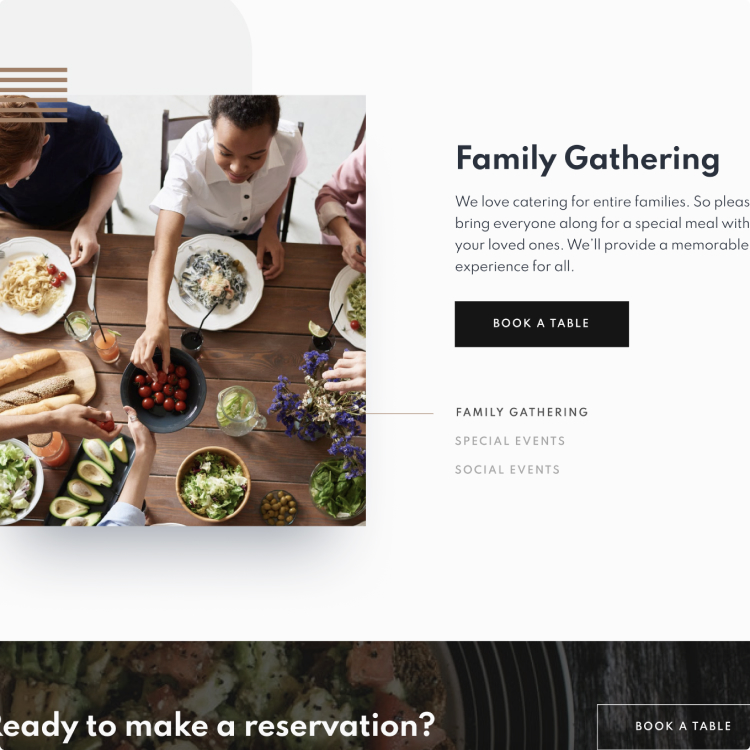 Family Gathering
We love catering for entire families. So pleas
bring everyone along for a special meal with
your loved ones. We’ll provide a memorable
experience for all.
BOOK A TABLE
FAMILY GATHERING
SPECIAL EVENTS
SOCIAL EVENTS
Ready to make a reservation?
BOOK A TABLE